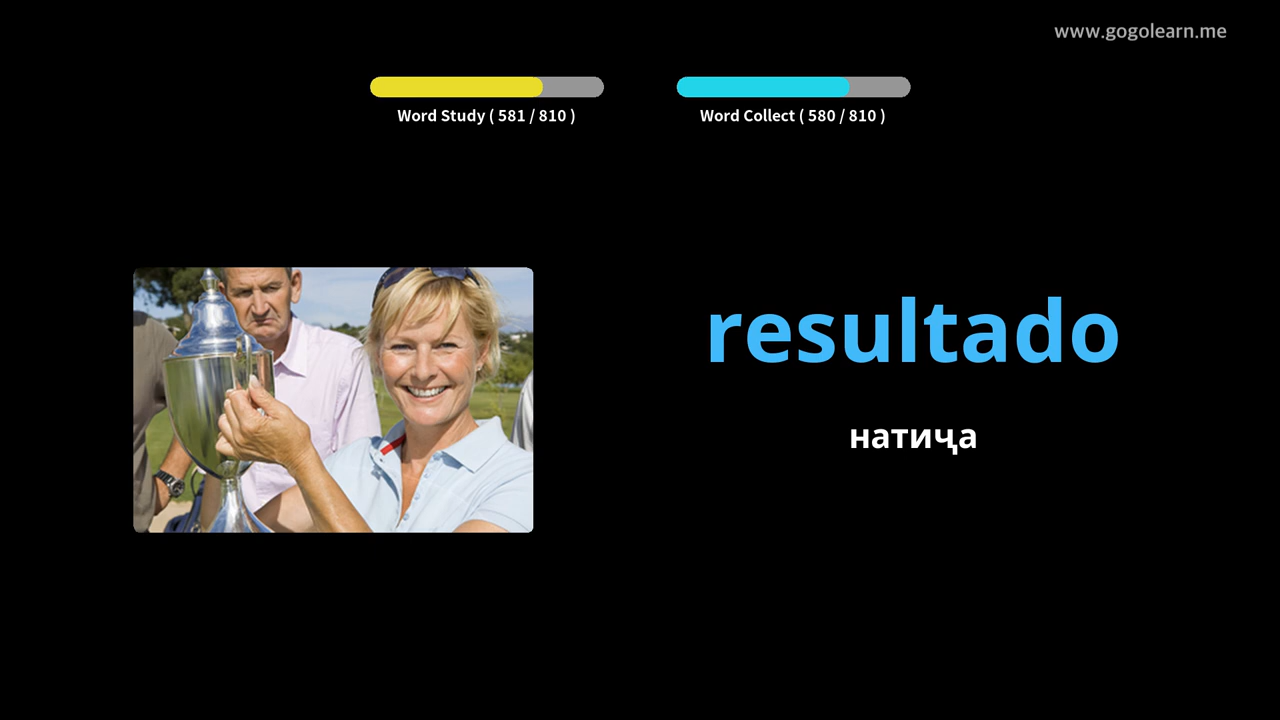 www.gogolearn.me
Word Study ( 581 / 810 )
Word Collect ( 580 / 810 )
resultado
натиҷа